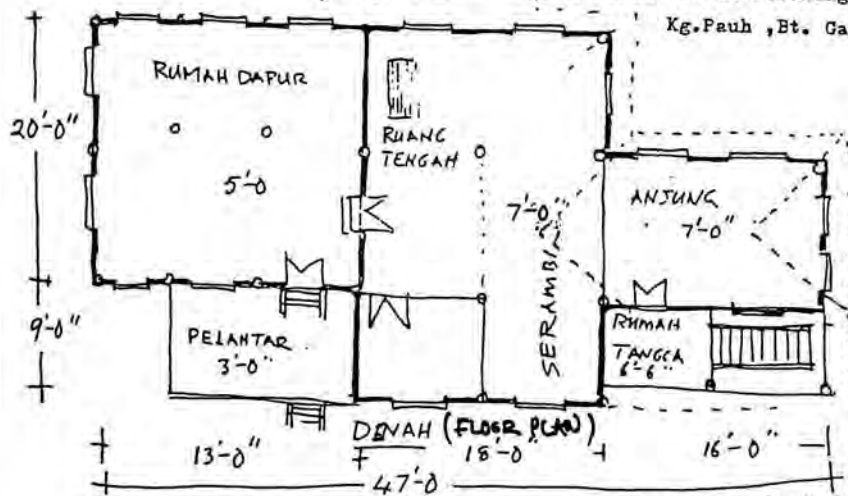 Kg.Pauh ,Bt. Ga
RUMAH DAPUR
20'-0"
RUANG
TENGAH
5'-0
7'-0"
ANJUNG
7'-0"
SERAMBI
9'-0"
PELANTAR
3'-0"
RUMAH
TANGGA
6'-6"
DENAH (FLOOR PLAN)
13'-0"
18'-0"
16'-0"
47'-0